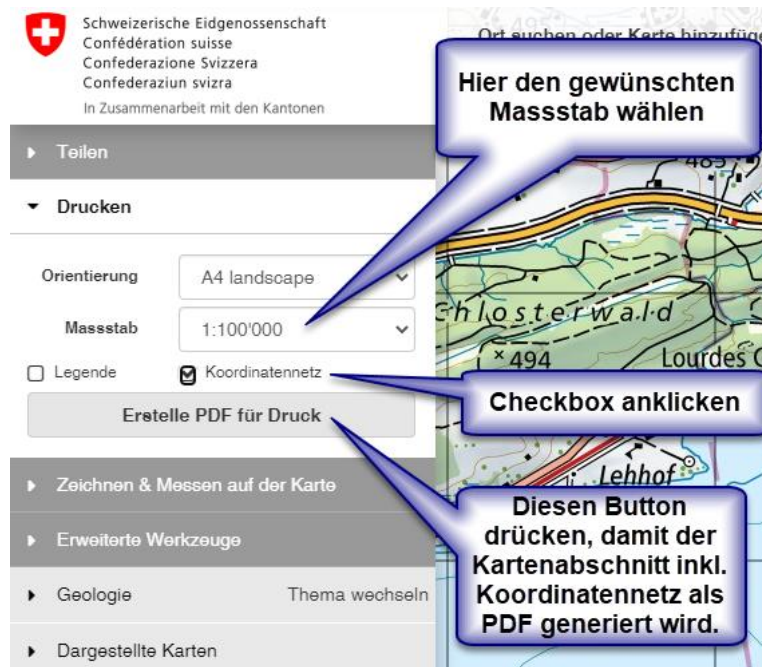 Schweizerische Eidgenossenschaft
Confédération suisse
Confederazione Svizzera
Confederaziun svizra
In Zusammenarbeit mit den Kantonen
Ort suchen oder Karte hinzufüge
Hier den gewünschten
Massstab wählen
Teilen
485
Drucken
Orientierung
A4 landscape
Massstab
1:100'000
Chlosterwald
494
Lourdes
Legende
Koordinatennetz
Checkbox anklicken
Erstelle PDF für Druck
Zeichnen & Messen auf der Karte
Lehhof
Erweiterte Werkzeuge
Diesen Button
drücken, damit der
Kartenabschnitt inkl.
Koordinatennetz als
PDF generiert wird.
Geologie
Thema wechseln
Dargestellte Karten